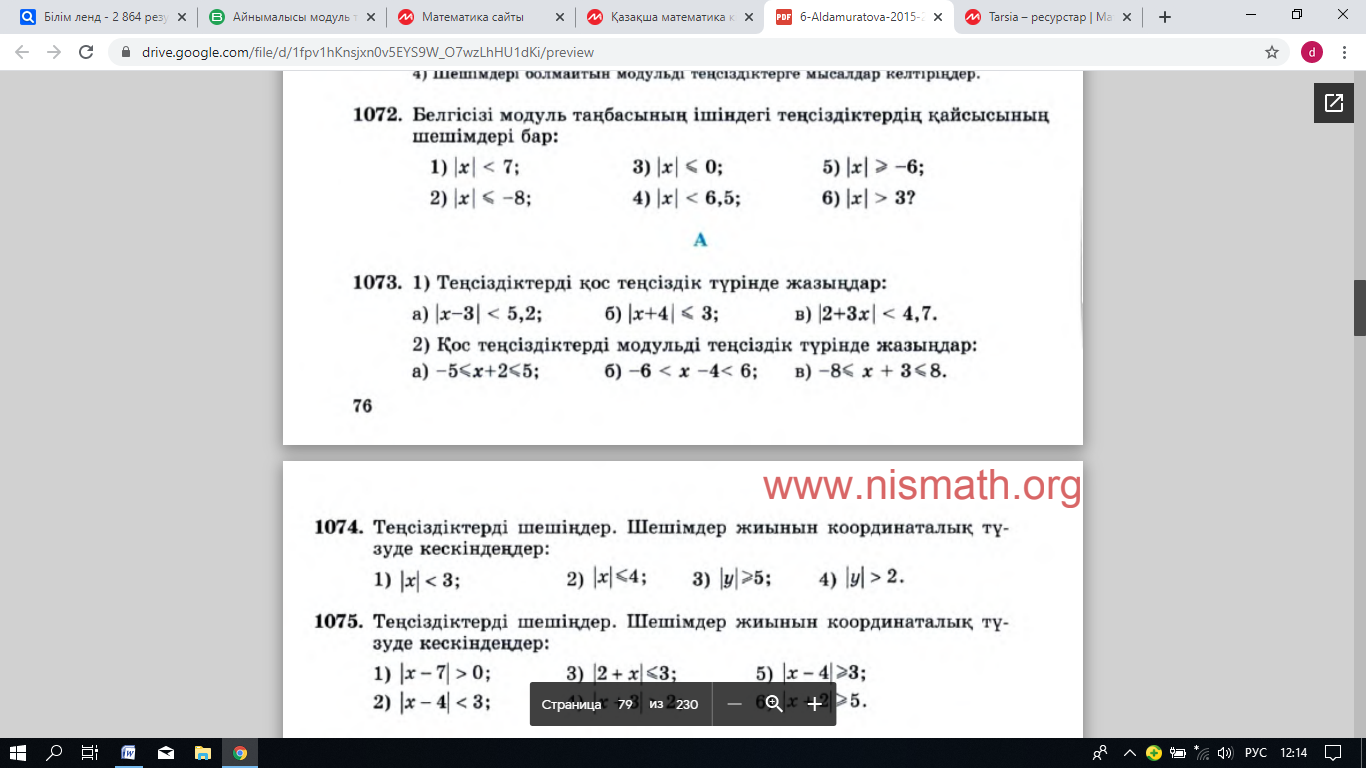 Білім ленд - 2 864 резу
Айнымалысы модуль т
Математика сайты
Қазақша математика к
6-Aldamuratova-2015-
Tarsia – ресурстар | Ма
drive.google.com/file/d/1fpv1hKnsjxn0v5EYS9W_O7wzLhHU1dKi/preview
4) Шешімдері болмайтын модульді теңсіздіктерге мысалдар келтіріңдер.
1072. Белгісізі модуль таңбасының ішіндегі теңсіздіктердің қайсысының
шешімдері бар:
1) |x| < 7; 3) |x| ⩽ 0; 5) |x| ⩾ −6;
2) |x| ⩽ −8; 4) |x| < 6,5; 6) |x| > 3?
А
1073. 1) Теңсіздіктерді қос теңсіздік түрінде жазыңдар:
а) |x−3| < 5,2; б) |x+4| ⩽ 3; в) |2+3x| < 4,7.
2) Қос теңсіздіктерді модульді теңсіздік түрінде жазыңдар:
а) −5⩽x+2⩽5; б) −6 < x −4< 6; в) −8⩽ x + 3⩽8.
76
www.nismath.org
1074. Теңсіздіктерді шешіңдер. Шешімдер жиынын координаталық тү-
зуде кескіндеңдер:
1) |x| < 3; 2) |x|⩽4; 3) |y|⩾5; 4) |y| > 2.
1075. Теңсіздіктерді шешіңдер. Шешімдер жиынын координаталық тү-
зуде кескіндеңдер:
1) |x − 7| > 0; 3) |2 + x|⩽3; 5) |x − 4|⩾3;
2) |x − 4| < 3; ⩾5.
Страница 79 из 230
РУС 12:14